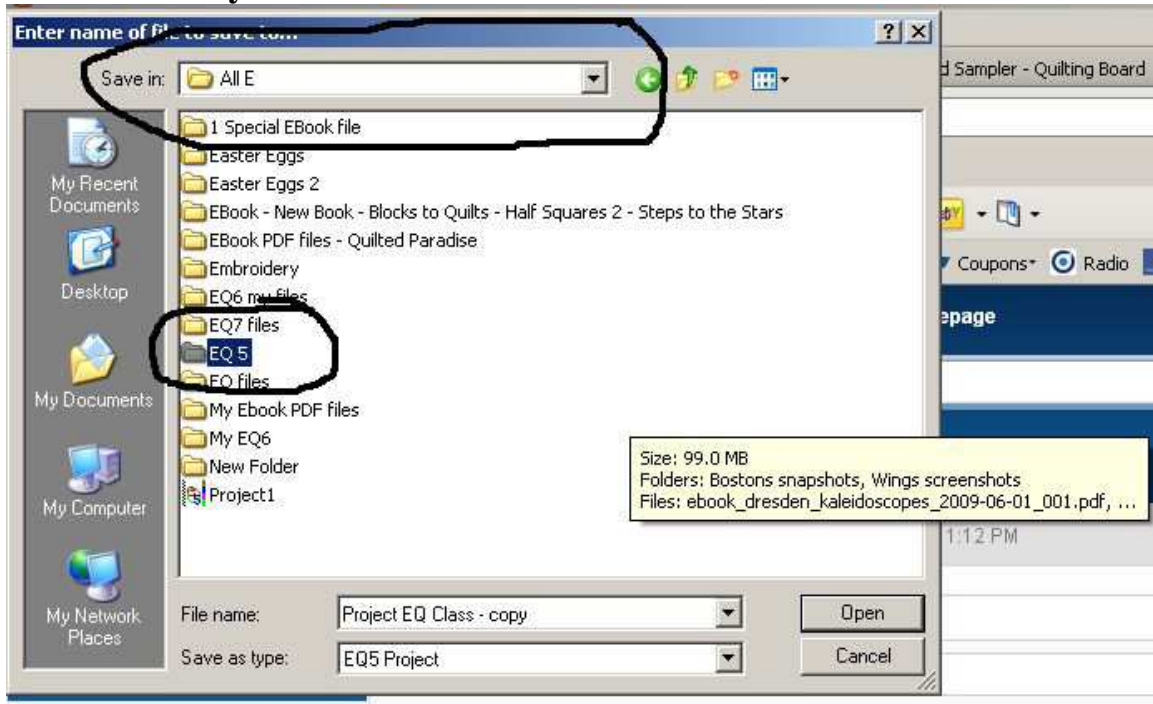 Enter name of file to save to...
Save in:
All E
1 Special EBook file
Easter Eggs
Easter Eggs 2
EBook - New Book - Blocks to Quilts - Half Squares 2 - Steps to the Stars
EBook PDF files - Quilted Paradise
Embroidery
EQ6 my files
EQ7 files
EQ 5
EQ files
My Ebook PDF files
My EQ6
New Folder
Project1
My Recent
Documents
Desktop
My Documents
My Computer
My Network
Places
Size: 99.0 MB
Folders: Bostons snapshots, Wings screenshots
Files: ebook_dresden_kaleidoscopes_2009-06-01_001.pdf, ...
File name:
Project EQ Class - copy
Open
Save as type:
EQ5 Project
Cancel
d Sampler - Quilting Board
Coupons
Radio
epage
1:12 PM